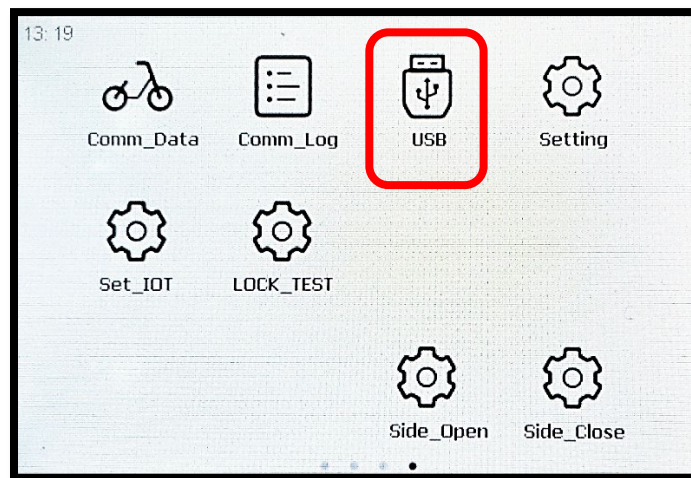 13:19
Comm_Data Comm_Log USB Setting
Set_IOT LOCK_TEST
Side_Open Side_Close